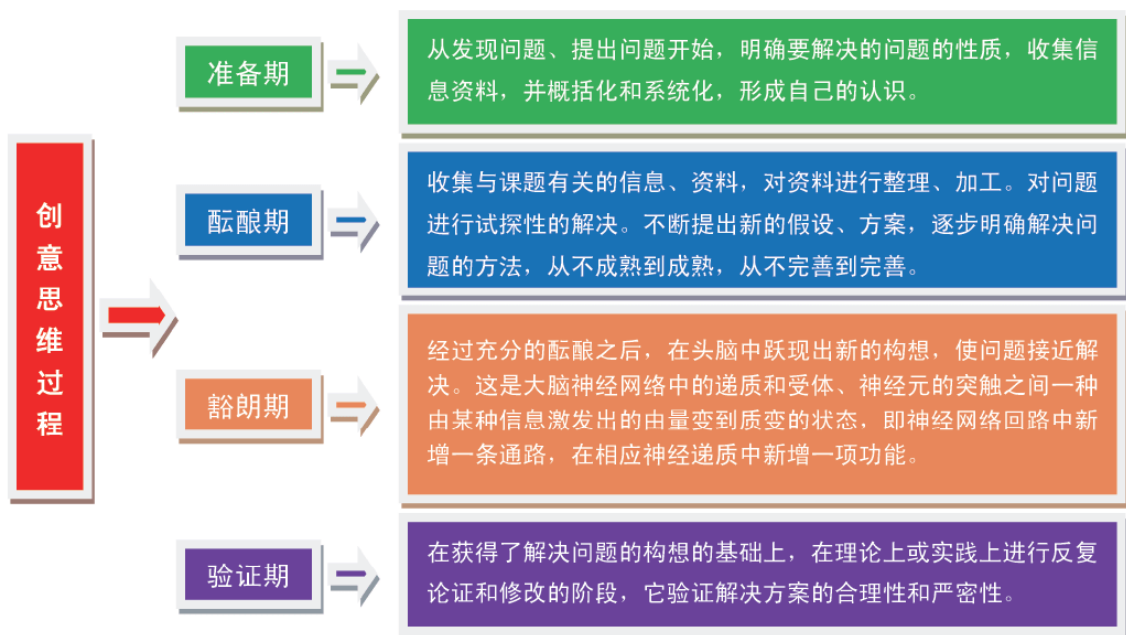 创意思维过程
准备期
从发现问题、提出问题开始，明确要解决的问题的性质，收集信
息资料，并概括化和系统化，形成自己的认识。
酝酿期
收集与课题有关的信息、资料，对资料进行整理、加工。对问题
进行试探性的解决。不断提出新的假设、方案，逐步明确解决问
题的方法，从不成熟到成熟，从不完善到完善。
豁朗期
经过充分的酝酿之后，在头脑中跃现出新的构想，使问题接近解
决。这是大脑神经网络中的递质和受体、神经元的突触之间一种
由某种信息激发出的由量变到质变的状态，即神经网络回路中新
增一条通路，在相应神经递质中新增一项功能。
验证期
在获得了解决问题的构想的基础上，在理论上或实践上进行反复
论证和修改的阶段，它验证解决方案的合理性和严密性。